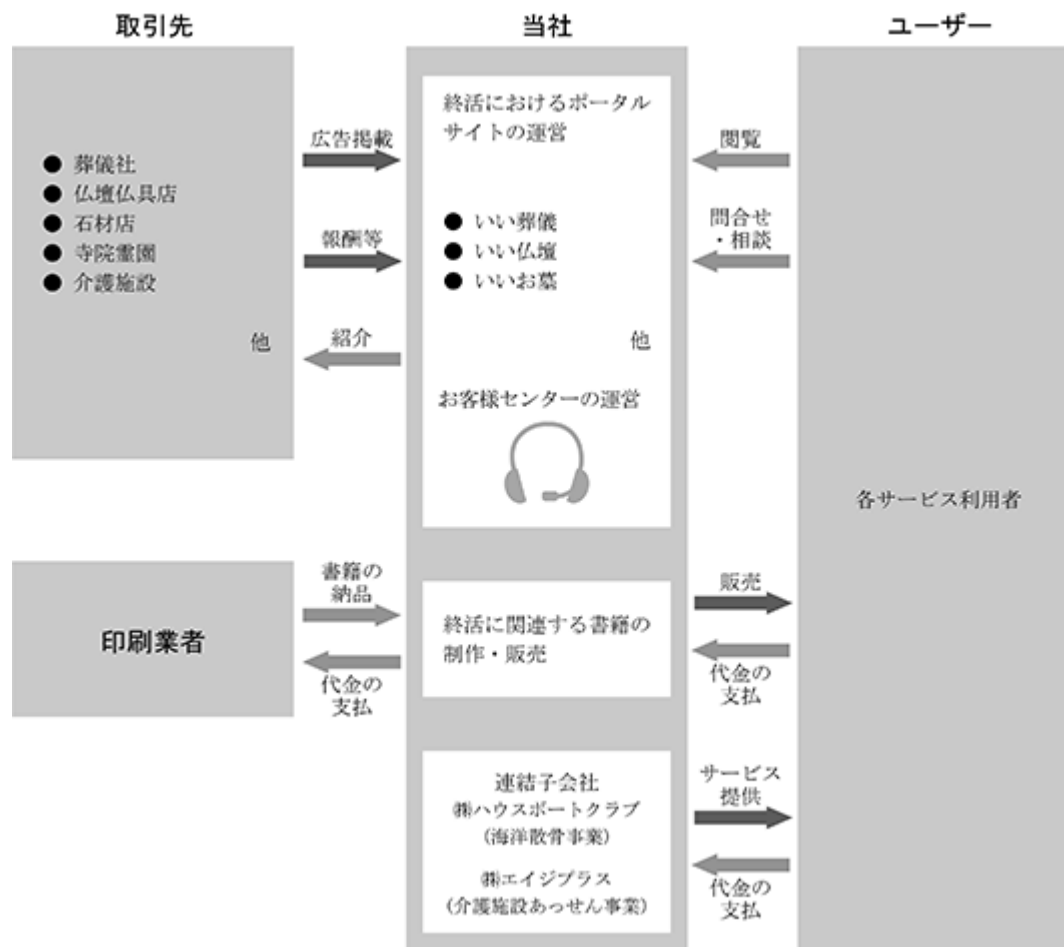 取引先
当社
ユーザー
● 葬儀社
● 仏壇仏具店
● 石材店
● 寺院霊園
● 介護施設
他
広告掲載
報酬等
紹介
終活におけるポータル
サイトの運営
● いい葬儀
● いい仏壇
● いいお墓
他
お客様センターの運営
閲覧
問合せ
・相談
各サービス利用者
印刷業者
書籍の
納品
代金の
支払
終活に関連する書籍の
制作・販売
販売
代金の
支払
連結子会社
㈱ハウスボートクラブ
(海洋散骨事業)
㈱エイジプラス
(介護施設あっせん事業)
サービス
提供
代金の
支払